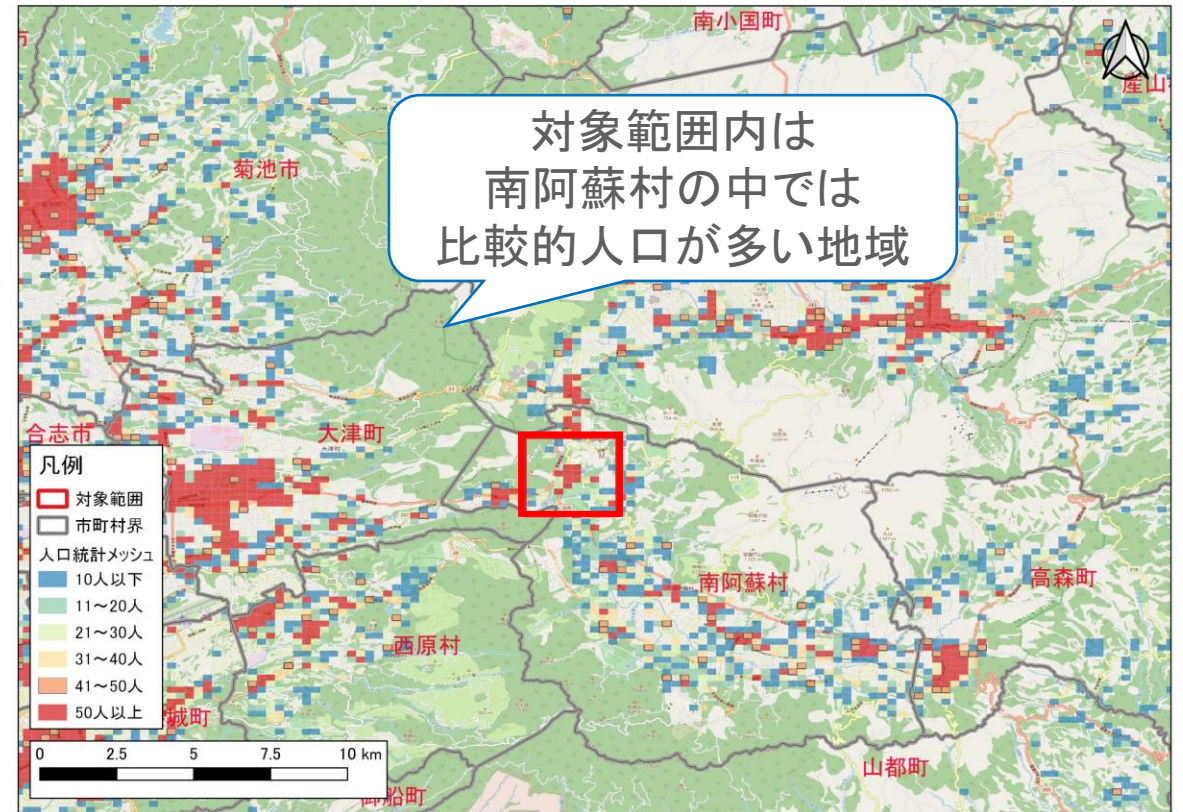 南小国町
産山
菊池市
対象範囲内は
南阿蘇村の中では
比較的人口が多い地域
合志市
大津町
大津町
凡例
対象範囲
市町村界
人口統計メッシュ
10人以下
11～20人
21～30人
31～40人
41～50人
50人以上
南阿蘇村
高森町
西原村
城町
山都町
御船町
0 2.5 5 7.5 10 km